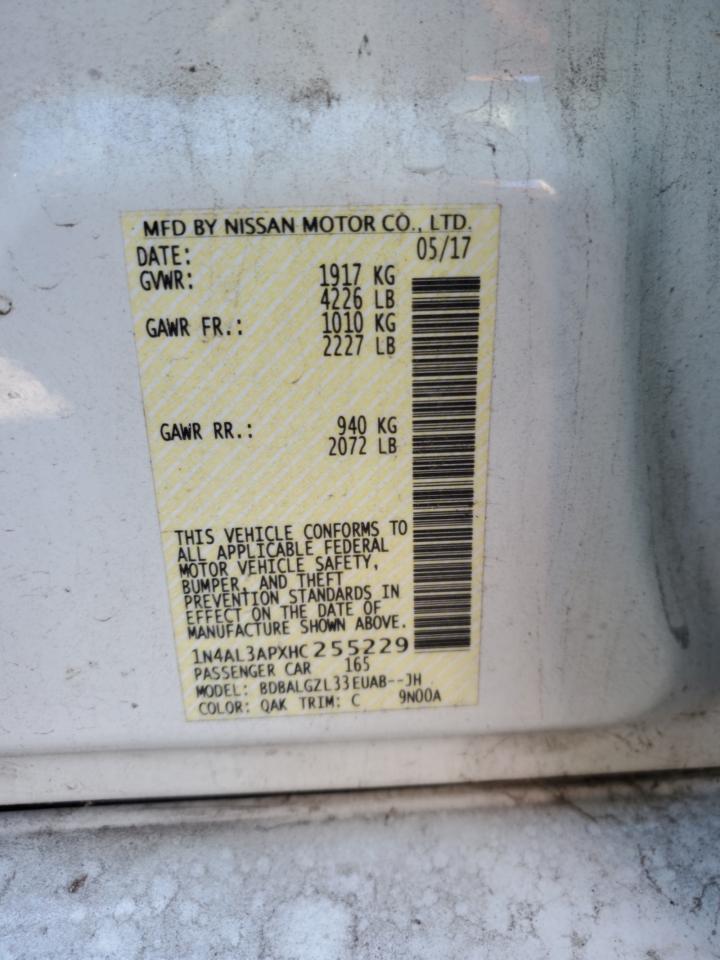 MFD BY NISSAN MOTOR CO., LTD.
DATE: 05/17
GVWR: 1917 KG
4226 LB
GAWR FR.: 1010 KG
2227 LB
GAWR RR.: 940 KG
2072 LB
THIS VEHICLE CONFORMS TO
ALL APPLICABLE FEDERAL
MOTOR VEHICLE SAFETY,
BUMPER, AND THEFT
PREVENTION STANDARDS IN
EFFECT ON THE DATE OF
MANUFACTURE SHOWN ABOVE.
1N4AL3APXHC255229
PASSENGER CAR 165
MODEL: BDBALGZL33EUAB--JH
COLOR: QAK TRIM: C 9N00A